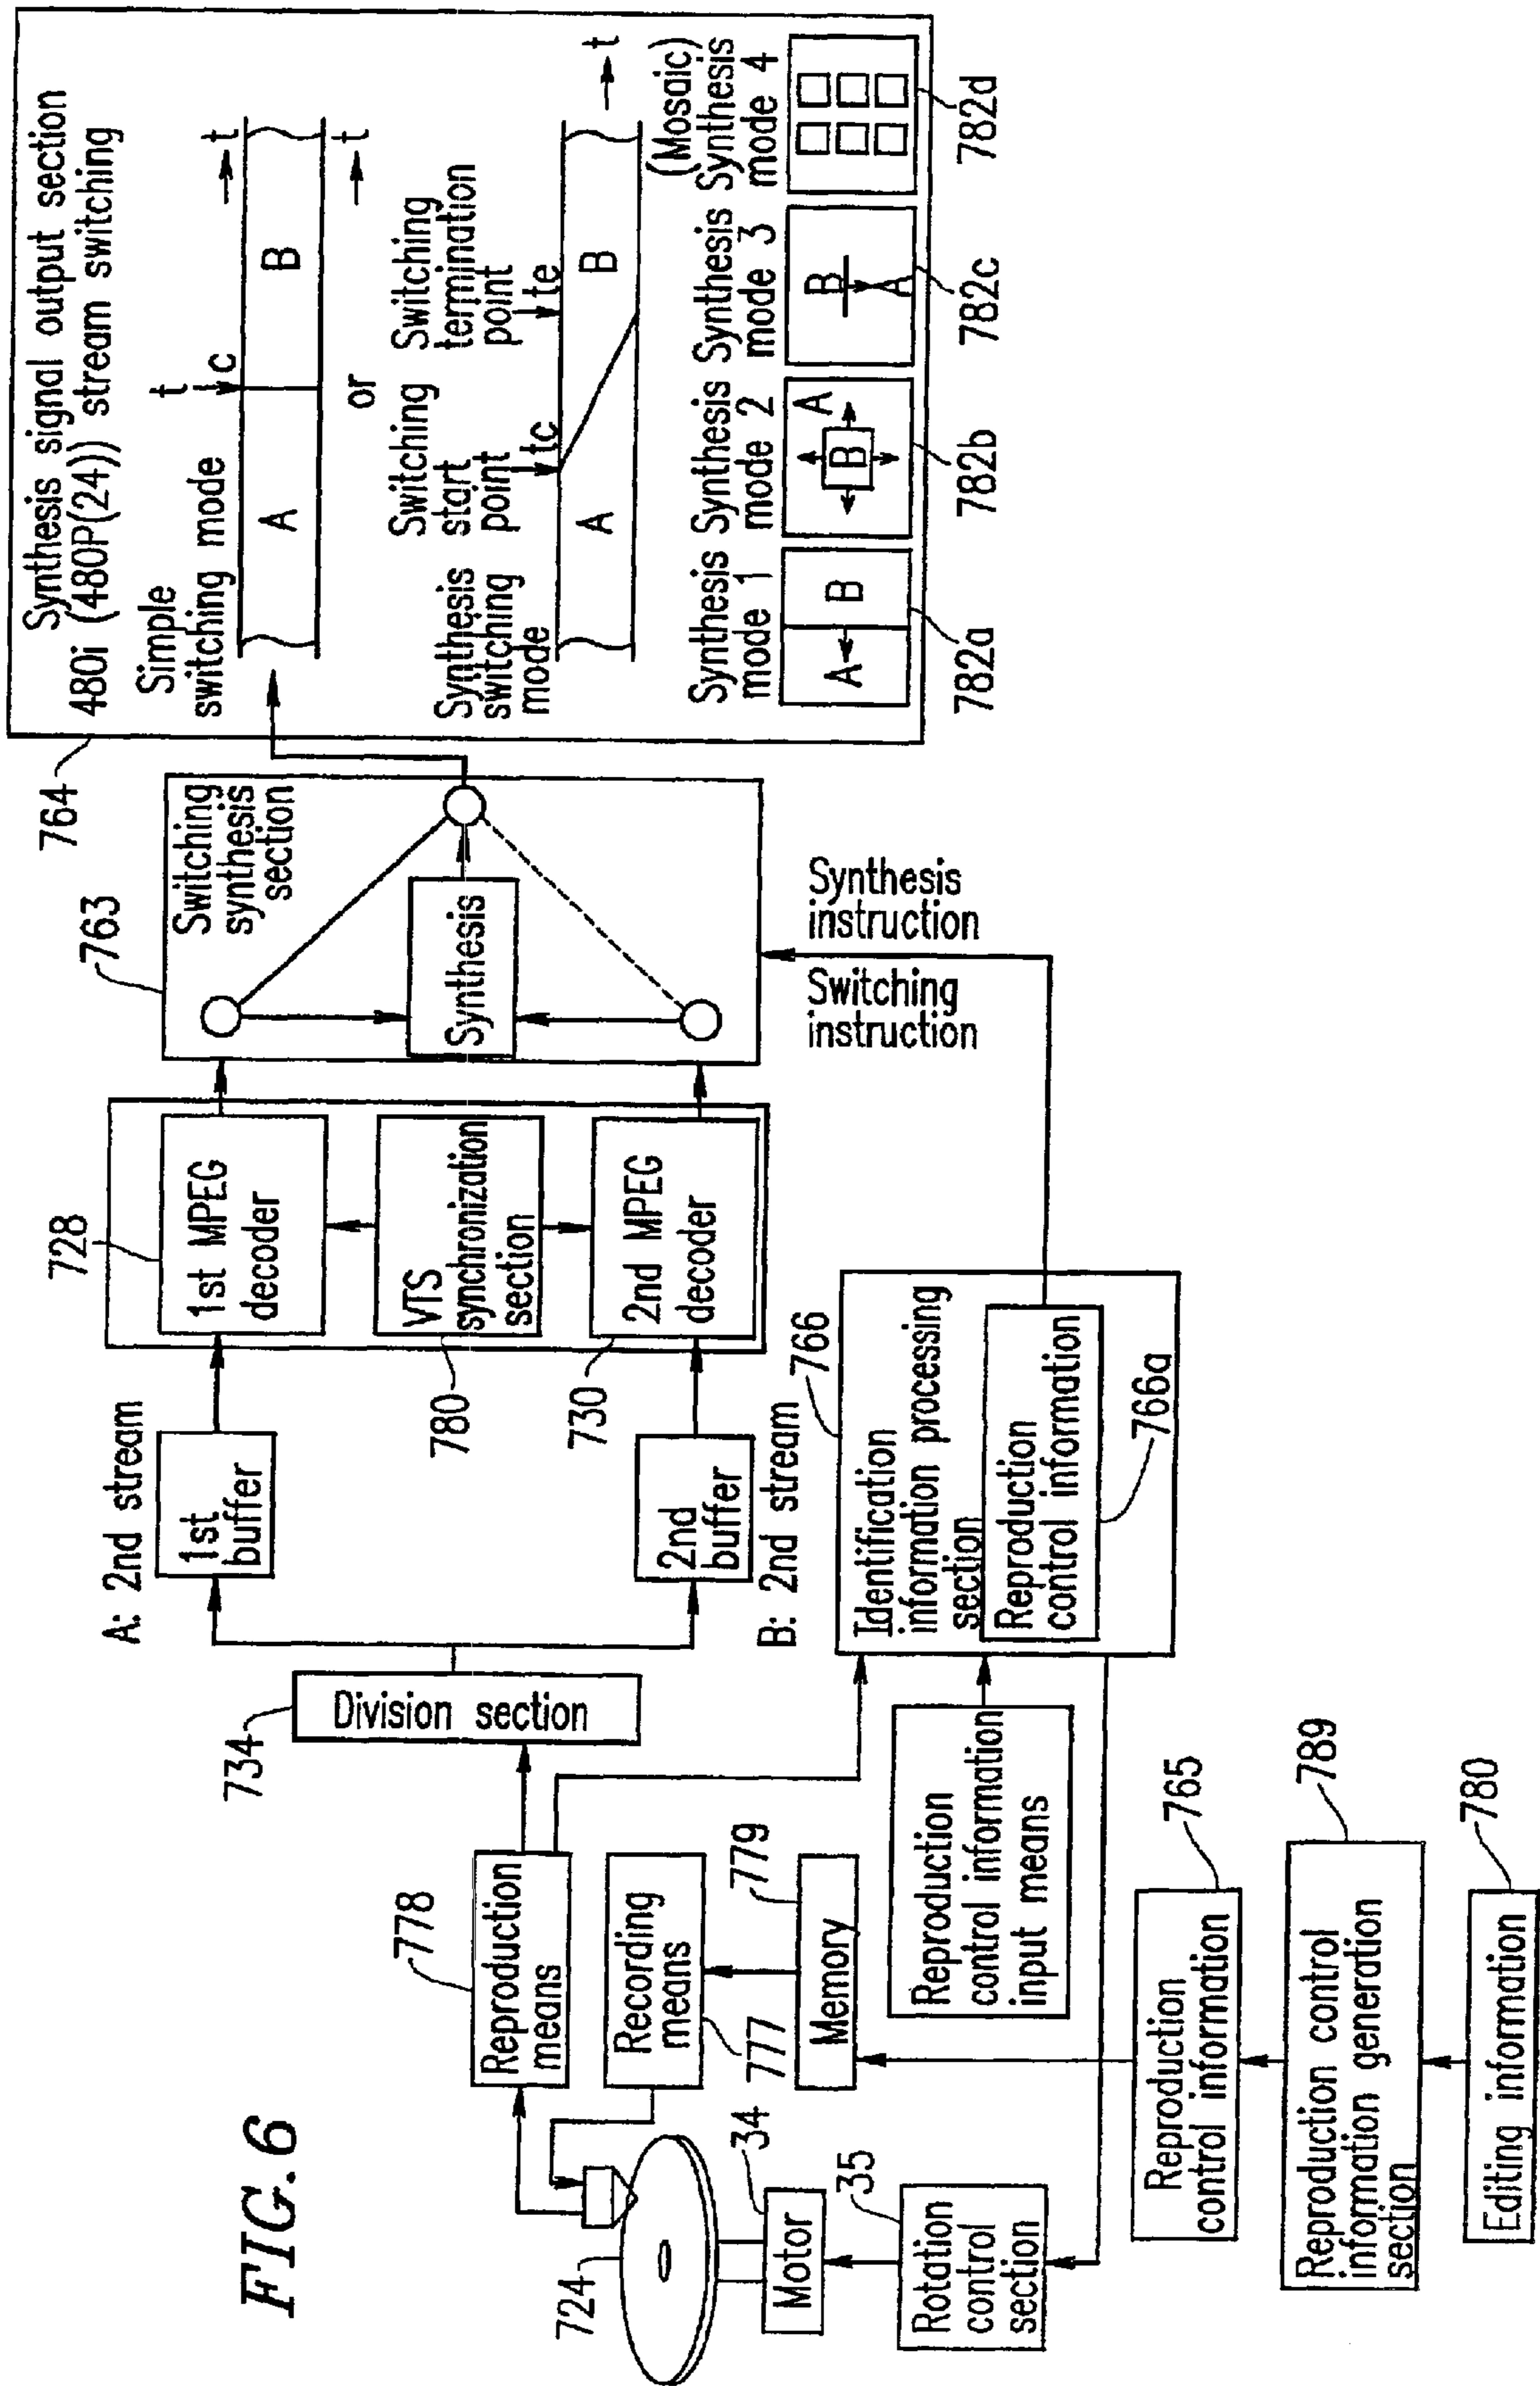 FIG.6
724
34
Motor
35
Rotation
control
section
778
Reproduction
means
Recording
means
777
779
Memory
Reproduction
control information
input means
765
Reproduction
control information
789
Reproduction control
information generation
section
780
Editing information
734
Division section
A: 2nd stream
1st
buffer
2nd
buffer
B: 2nd stream
728
1st MPEG
decoder
VTS
synchronization
section
780
2nd MPEG
decoder
730
766
Identification
information processing
section
Reproduction
control information
766a
763
Switching
synthesis
section
Synthesis
Switching
instruction
Synthesis
instruction
764
Synthesis signal output section
480i (480P(24)) stream switching
Simple
switching mode
t
c
t
A
B
t
or
Synthesis
switching
mode
Switching
start
point
tc
Switching
termination
point
te
A
B
t
Synthesis
mode 1
A
B
782a
Synthesis
mode 2
A
B
782b
Synthesis
mode 3
B
A
782c
(Mosaic)
Synthesis
mode 4
782d